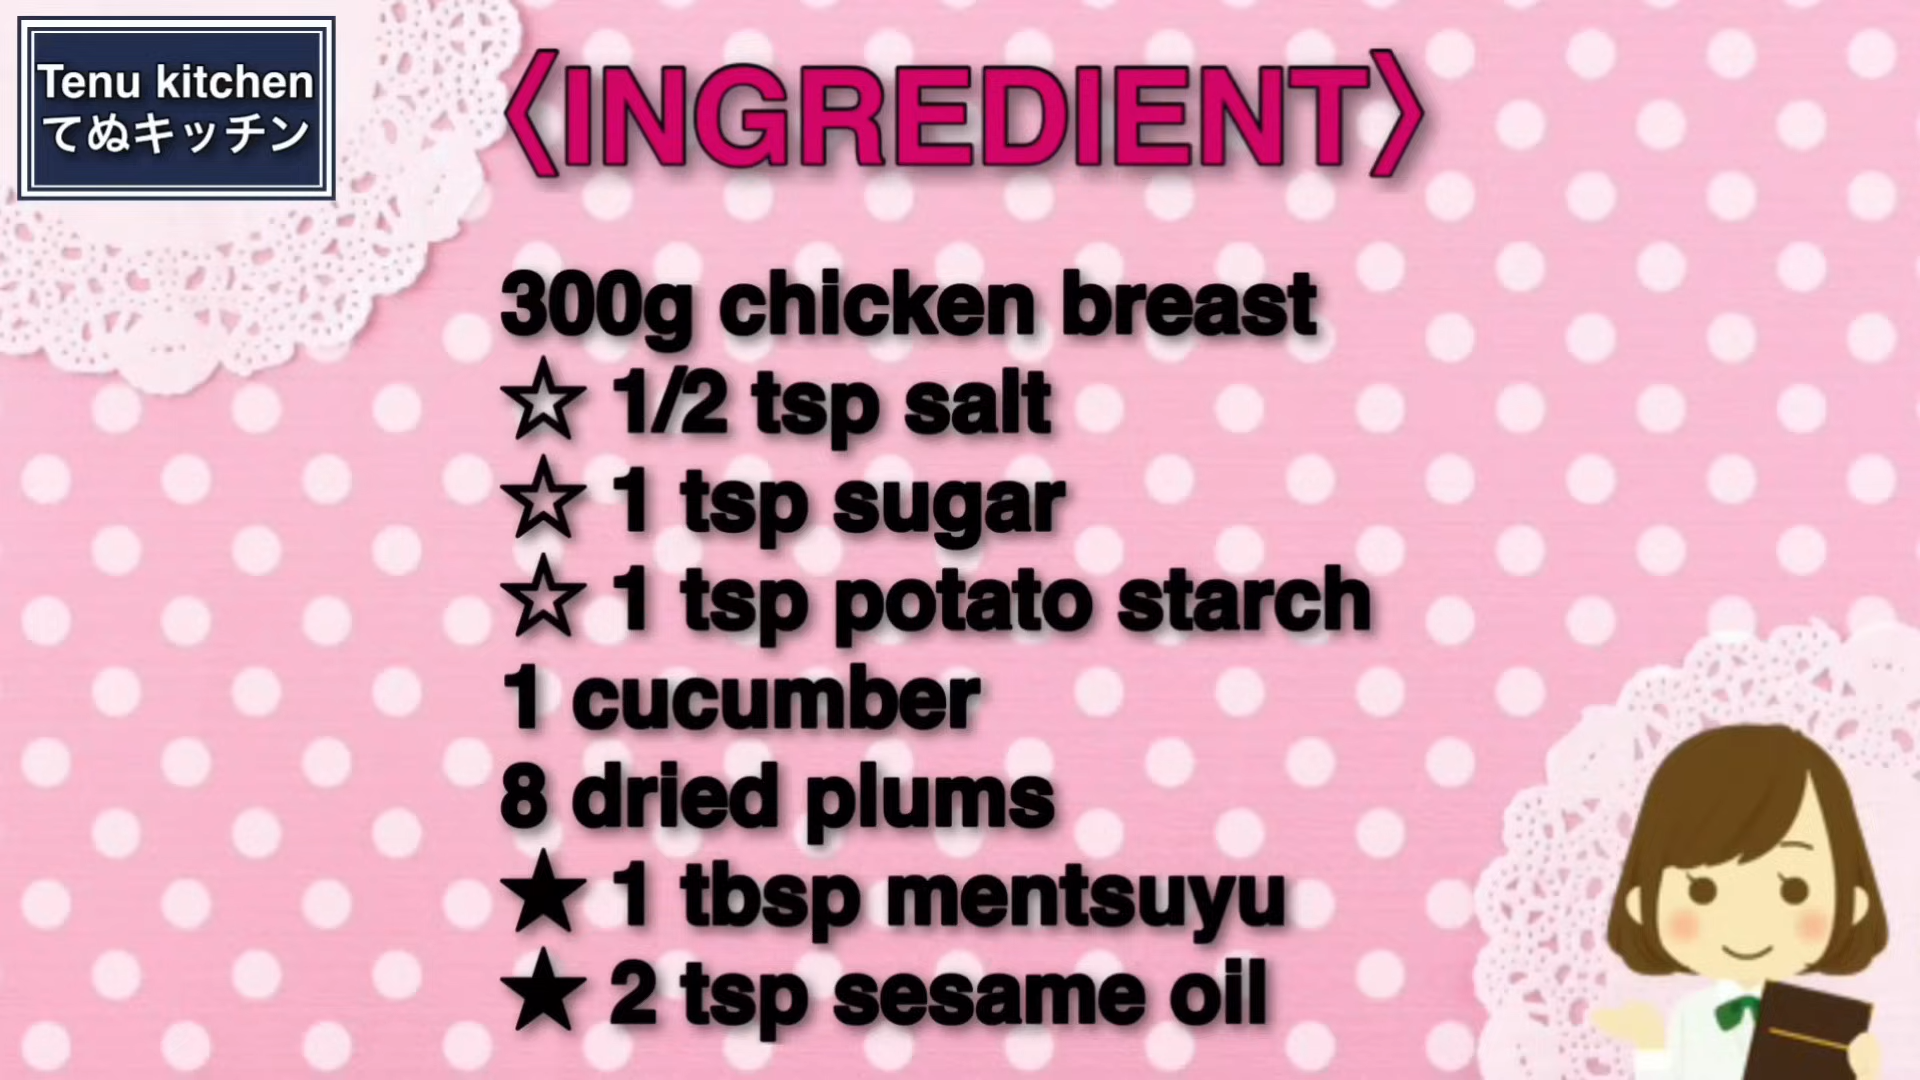 Tenu kitchen
てぬキッチン
〈INGREDIENT〉
300g chicken breast
☆ 1/2 tsp salt
☆ 1 tsp sugar
☆ 1 tsp potato starch
1 cucumber
8 dried plums
★ 1 tbsp mentsuyu
★ 2 tsp sesame oil